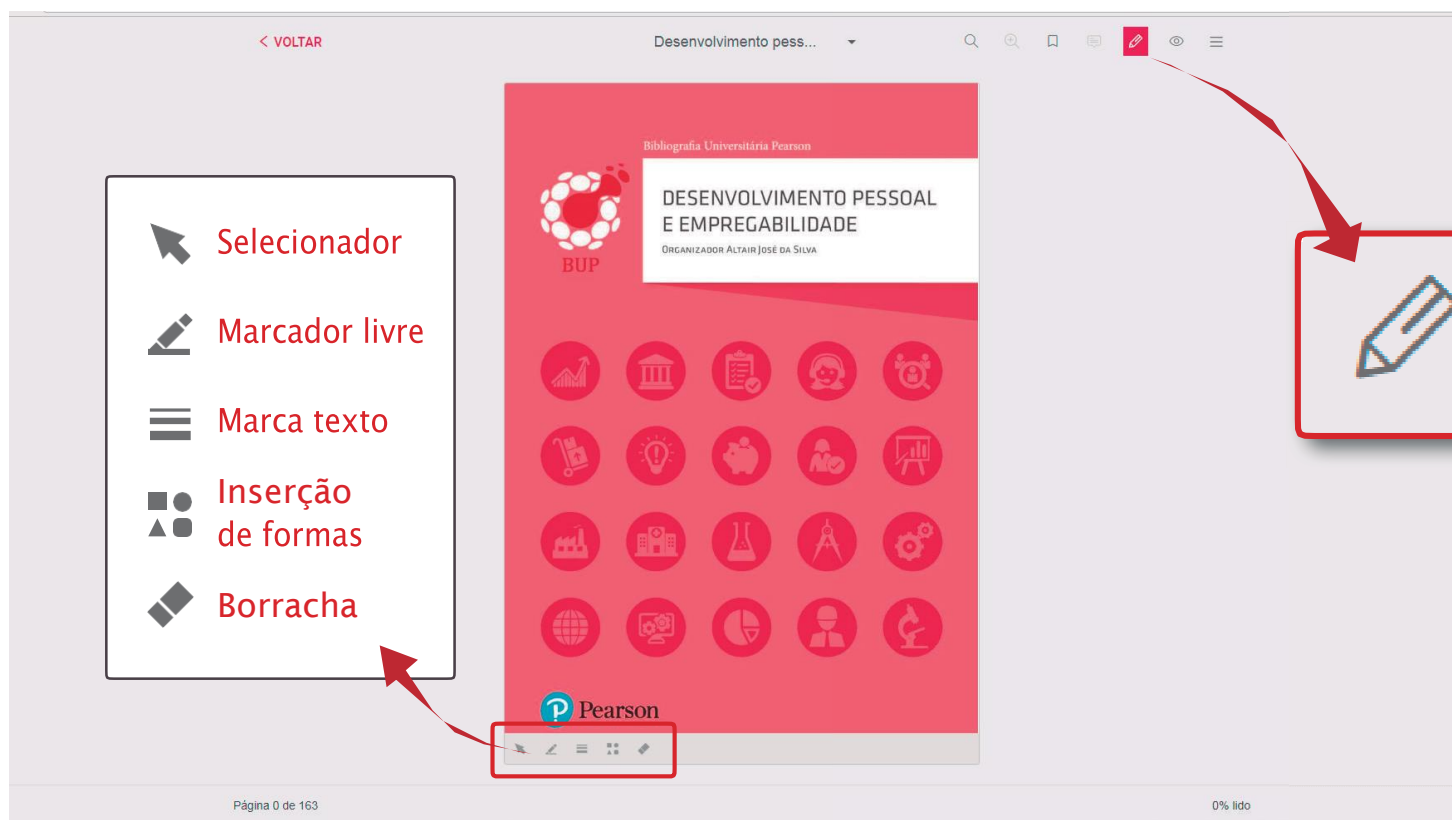 < VOLTAR
Desenvolvimento pess...
Bibliografia Universitária Pearson
DESENVOLVIMENTO PESSOAL
E EMPREGABILIDADE
Organizador Altair José da Silva
BUP
Selecionador
Marcador livre
Marca texto
Inserção
de formas
Borracha
Pearson
Página 0 de 163
0% lido